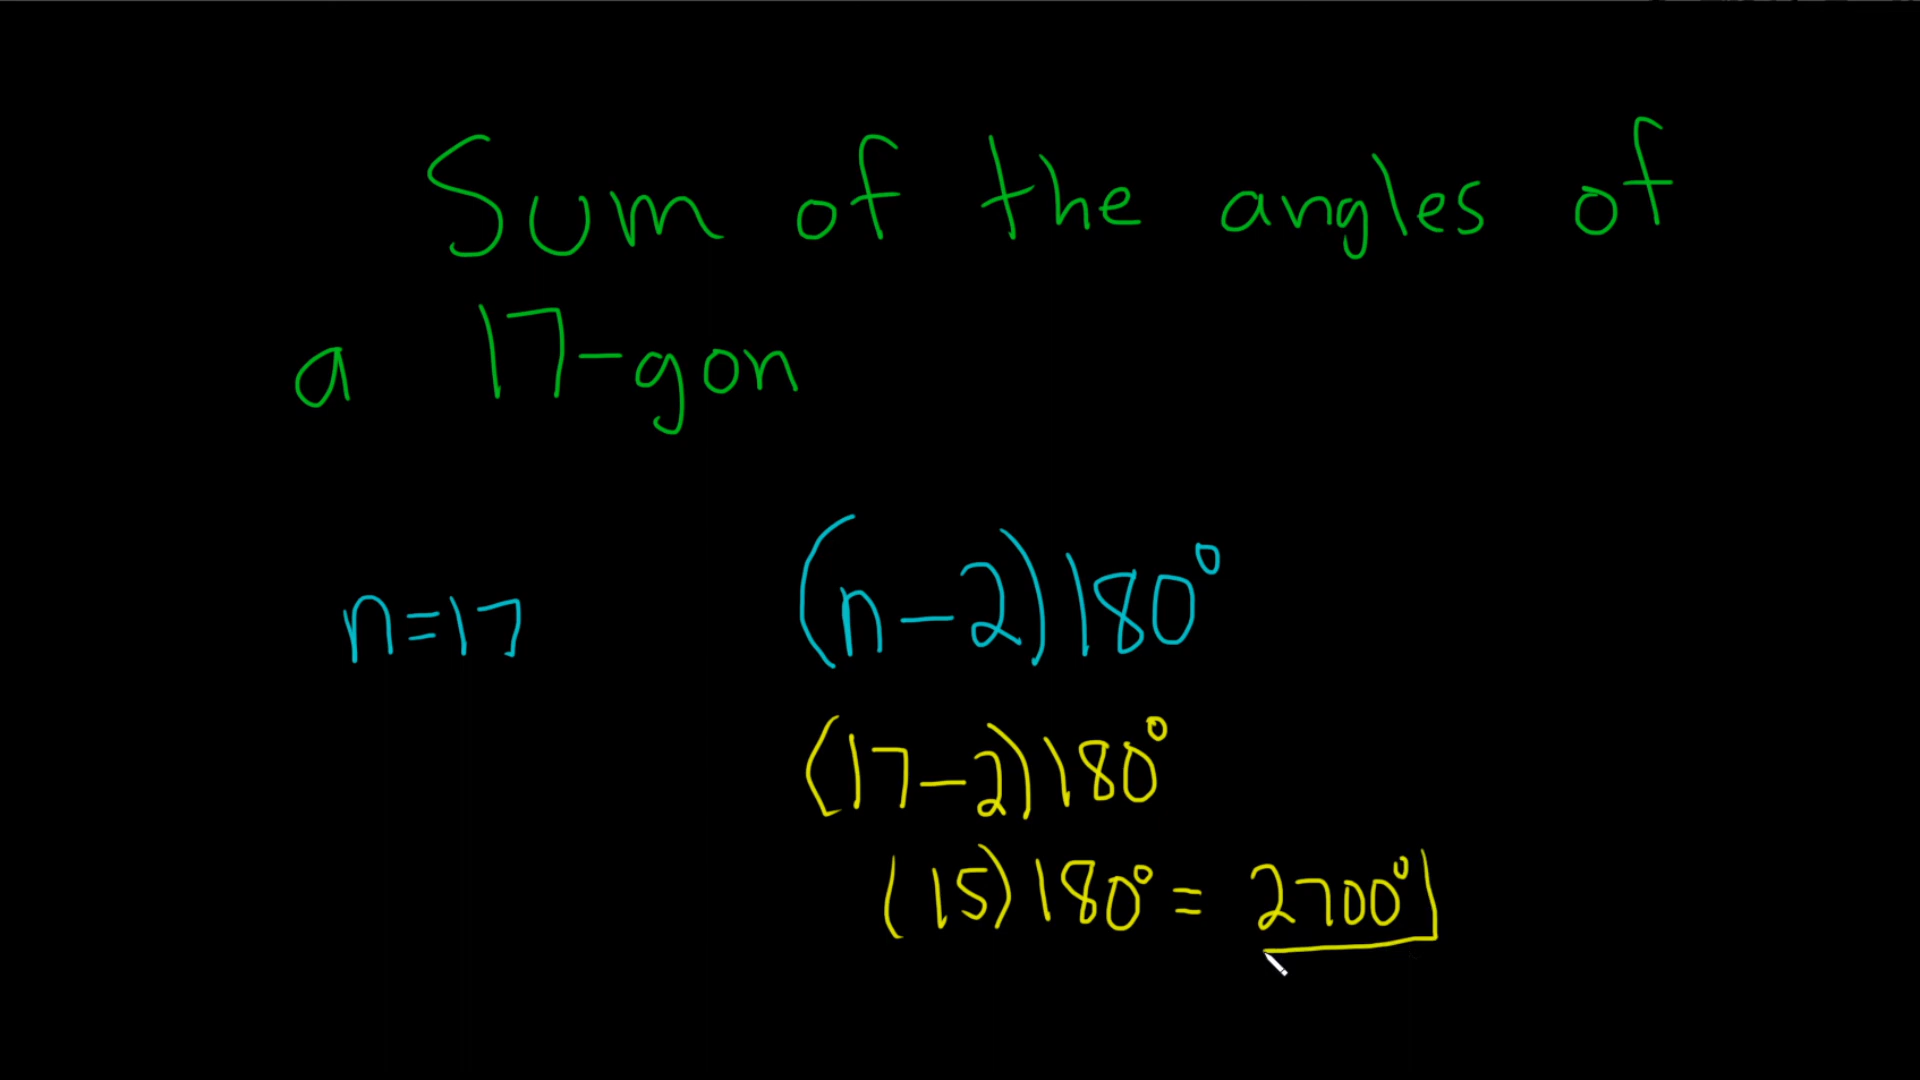 Sum of the angles of
a 17-gon
n=17
(n-2)180°
(17-2)180°
(15)180° = 2700°